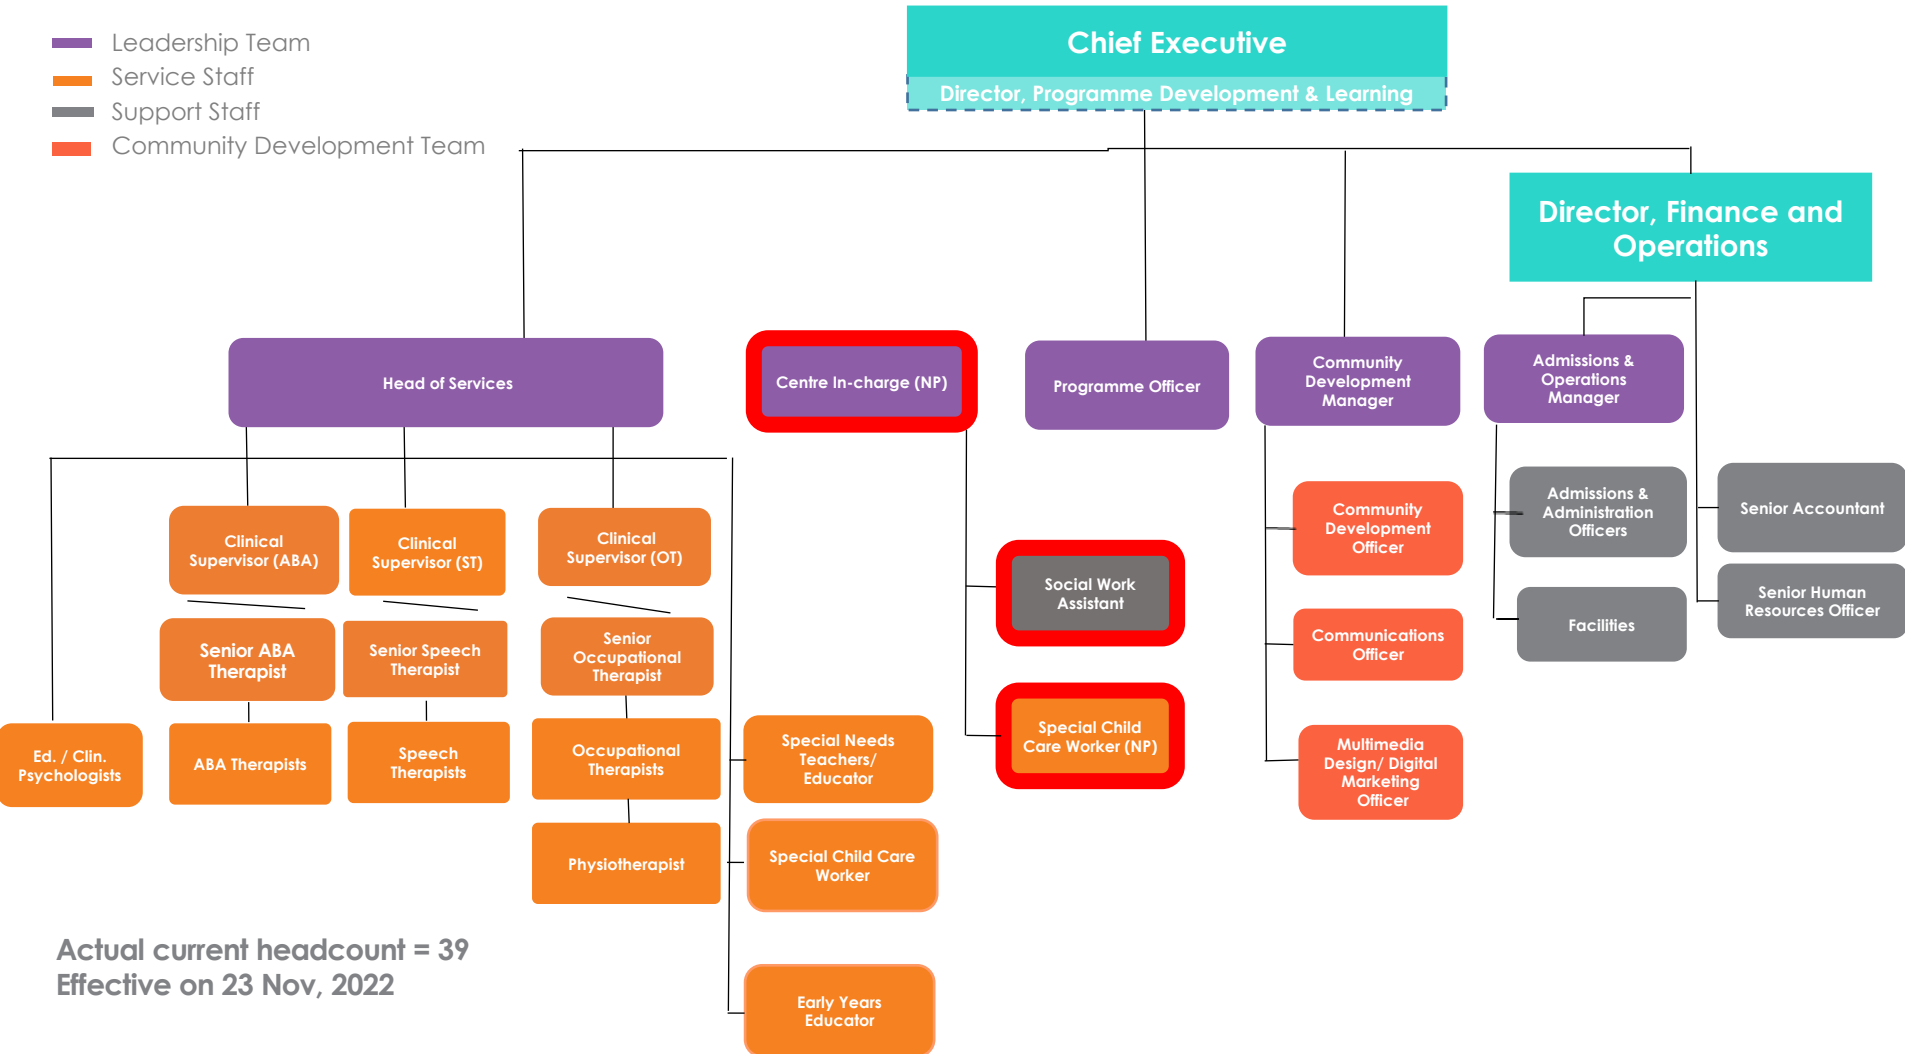 Leadership Team
Service Staff
Support Staff
Community Development Team
Chief Executive
Director, Programme Development & Learning
Director, Finance and
Operations
Head of Services
Centre In-charge (NP)
Programme Officer
Community
Development
Manager
Admissions &
Operations
Manager
Clinical
Supervisor (ABA)
Clinical
Supervisor (ST)
Clinical
Supervisor (OT)
Senior ABA
Therapist
Senior Speech
Therapist
Senior
Occupational
Therapist
Ed. / Clin.
Psychologists
ABA Therapists
Speech
Therapists
Occupational
Therapists
Physiotherapist
Special Needs
Teachers/
Educator
Special Child Care
Worker
Early Years
Educator
Social Work
Assistant
Special Child
Care Worker (NP)
Community
Development
Officer
Communications
Officer
Multimedia
Design/ Digital
Marketing
Officer
Admissions &
Administration
Officers
Facilities
Senior Accountant
Senior Human
Resources Officer
Actual current headcount = 39
Effective on 23 Nov, 2022